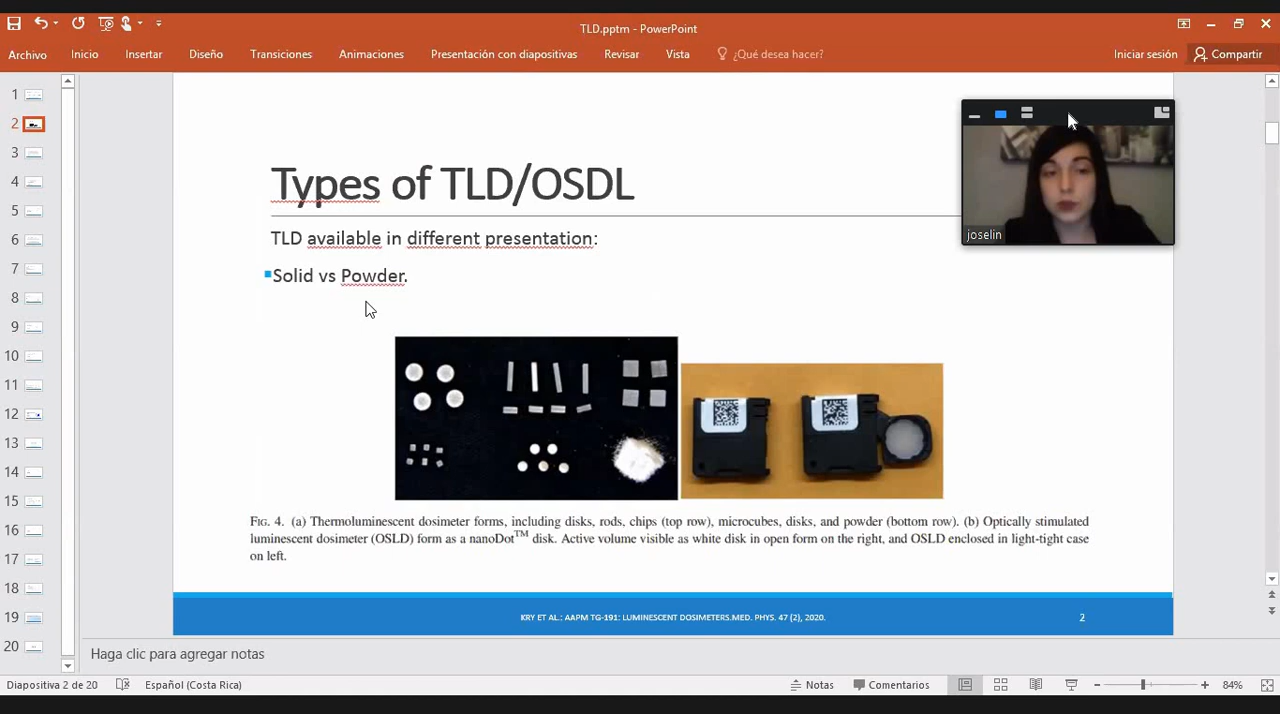 TLD.pptm - PowerPoint
Archivo
Inicio
Insertar
Diseño
Transiciones
Animaciones
Presentación con diapositivas
Revisar
Vista
¿Qué desea hacer?
Iniciar sesión
Compartir
1
2
3
4
5
6
7
8
9
10
11
12
13
14
15
16
17
18
19
20
Types of TLD/OSDL
TLD available in different presentation:
Solid vs Powder.
joselin
FIG. 4. (a) Thermoluminescent dosimeter forms, including disks, rods, chips (top row), microcubes, disks, and powder (bottom row). (b) Optically stimulated
luminescent dosimeter (OSLD) form as a nanoDot™ disk. Active volume visible as white disk in open form on the right, and OSLD enclosed in light-tight case
on left.
KRY ET AL.: AAPM TG-191: LUMINESCENT DOSIMETERS.MED. PHYS. 47 (2), 2020.
2
Haga clic para agregar notas
Diapositiva 2 de 20
Español (Costa Rica)
Notas
Comentarios
84%